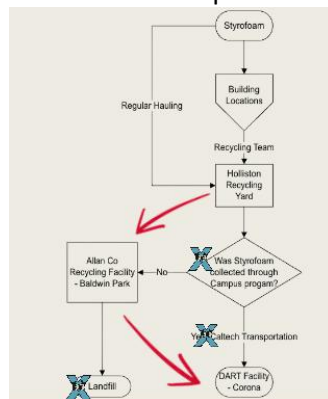 Styrofoam
Building
Locations
Regular Hauling
Recycling Team
Holliston
Recycling
Yard
Allan Co
Recycling Facility
- Baldwin Park
No
Was Styrofoam
collected through
Campus progam?
Caltech Transportation
Landfill
DART Facility
- Corona